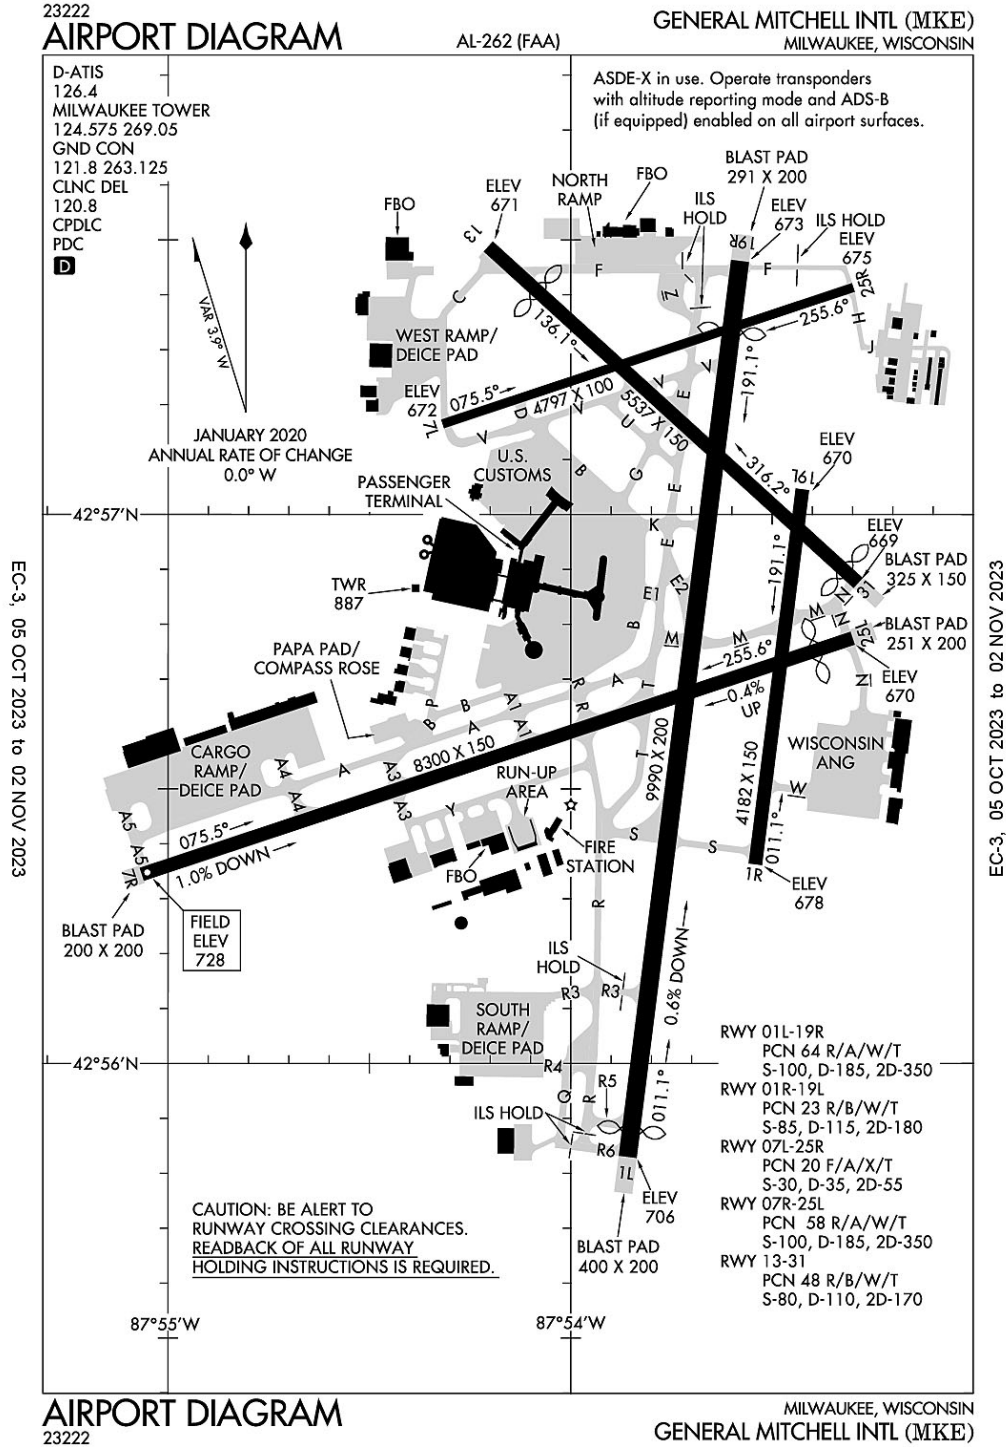 23222
AIRPORT DIAGRAM
AL-262 (FAA)
GENERAL MITCHELL INTL (MKE)
MILWAUKEE, WISCONSIN
D-ATIS
126.4
MILWAUKEE TOWER
124.575 269.05
GND CON
121.8 263.125
CLNC DEL
120.8
CPDLC
PDC
D
ASDE-X in use. Operate transponders
with altitude reporting mode and ADS-B
(if equipped) enabled on all airport surfaces.
VAR 3.9° W
JANUARY 2020
ANNUAL RATE OF CHANGE
0.0° W
FBO
ELEV
671
13
NORTH
RAMP
FBO
ILS
HOLD
BLAST PAD
291 X 200
19R
ELEV
673
ILS HOLD
ELEV
675
25R
F
F
Z
C
H
J
136.1°
255.6°
191.1°
WEST RAMP/
DEICE PAD
ELEV
672
7L
075.5°
4797 X 100
5537 X 150
V
D
V
V
V
E
U
G
B
E
K
E
E1
E2
B
M
M
M
N
N
N
316.2°
19L
ELEV
670
191.1°
ELEV
669
31
BLAST PAD
325 X 150
BLAST PAD
251 X 200
25L
ELEV
670
U.S.
CUSTOMS
PASSENGER
TERMINAL
TWR
887
PAPA PAD/
COMPASS ROSE
42°57'N
255.6°
0.4%
UP
CARGO
RAMP/
DEICE PAD
A5
A5
A4
A4
A
A3
A3
B
P
B
A
A1
A1
R
R
A
T
T
Y
8300 X 150
9990 X 200
4182 X 150
WISCONSIN
ANG
W
011.1°
1R
ELEV
678
S
S
RUN-UP
AREA
FIRE
STATION
FBO
075.5°
1.0% DOWN
7R
BLAST PAD
200 X 200
FIELD
ELEV
728
R
ILS
HOLD
R3
R3
0.6% DOWN
SOUTH
RAMP/
DEICE PAD
42°56'N
R4
Q
R
R5
011.1°
ILS HOLD
R6
1L
ELEV
706
BLAST PAD
400 X 200
RWY 01L-19R
PCN 64 R/A/W/T
S-100, D-185, 2D-350
RWY 01R-19L
PCN 23 R/B/W/T
S-85, D-115, 2D-180
RWY 07L-25R
PCN 20 F/A/X/T
S-30, D-35, 2D-55
RWY 07R-25L
PCN 58 R/A/W/T
S-100, D-185, 2D-350
RWY 13-31
PCN 48 R/B/W/T
S-80, D-110, 2D-170
CAUTION: BE ALERT TO
RUNWAY CROSSING CLEARANCES.
READBACK OF ALL RUNWAY
HOLDING INSTRUCTIONS IS REQUIRED.
87°55'W
87°54'W
EC-3, 05 OCT 2023 to 02 NOV 2023
EC-3, 05 OCT 2023 to 02 NOV 2023
AIRPORT DIAGRAM
23222
MILWAUKEE, WISCONSIN
GENERAL MITCHELL INTL (MKE)